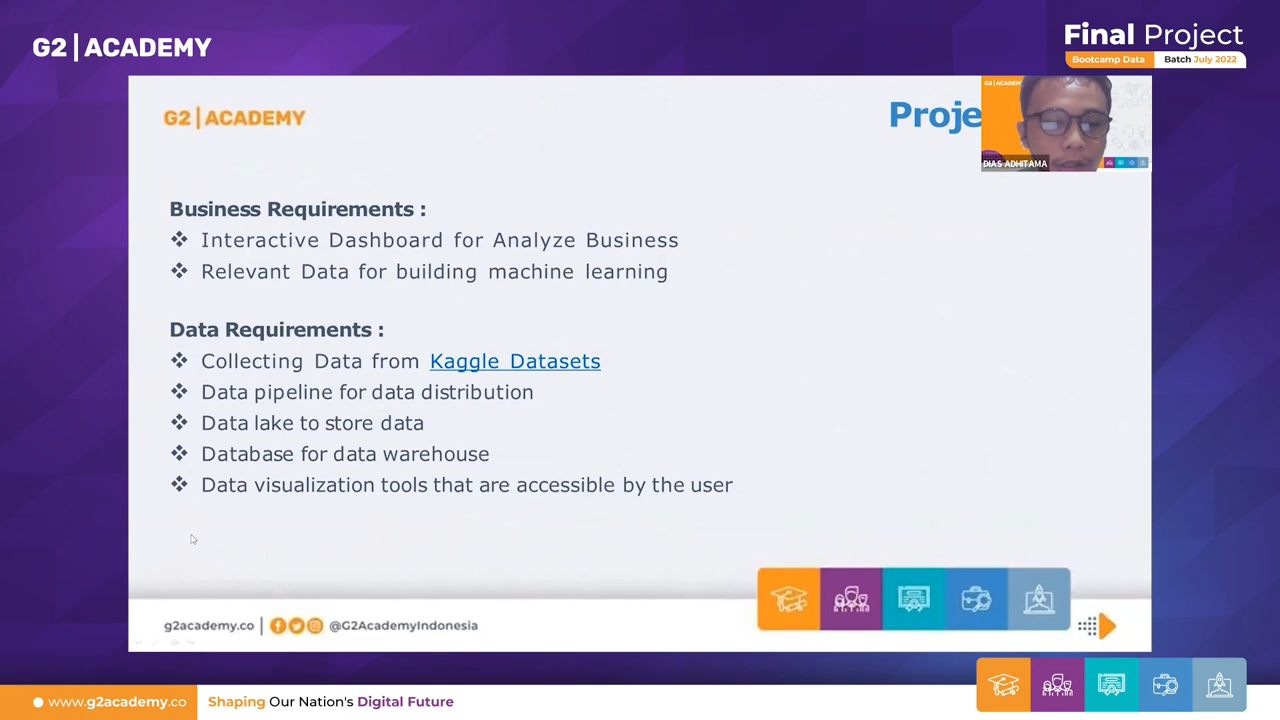 G2 | ACADEMY
Final Project
Bootcamp Data Batch July 2022
G2 | ACADEMY
Proje
G2 | ACADEM
DIAS ADHITAMA
Business Requirements :
❖ Interactive Dashboard for Analyze Business
❖ Relevant Data for building machine learning
Data Requirements :
❖ Collecting Data from Kaggle Datasets
❖ Data pipeline for data distribution
❖ Data lake to store data
❖ Database for data warehouse
❖ Data visualization tools that are accessible by the user
g2academy.co | @G2AcademyIndonesia
www.g2academy.co Shaping Our Nation's Digital Future